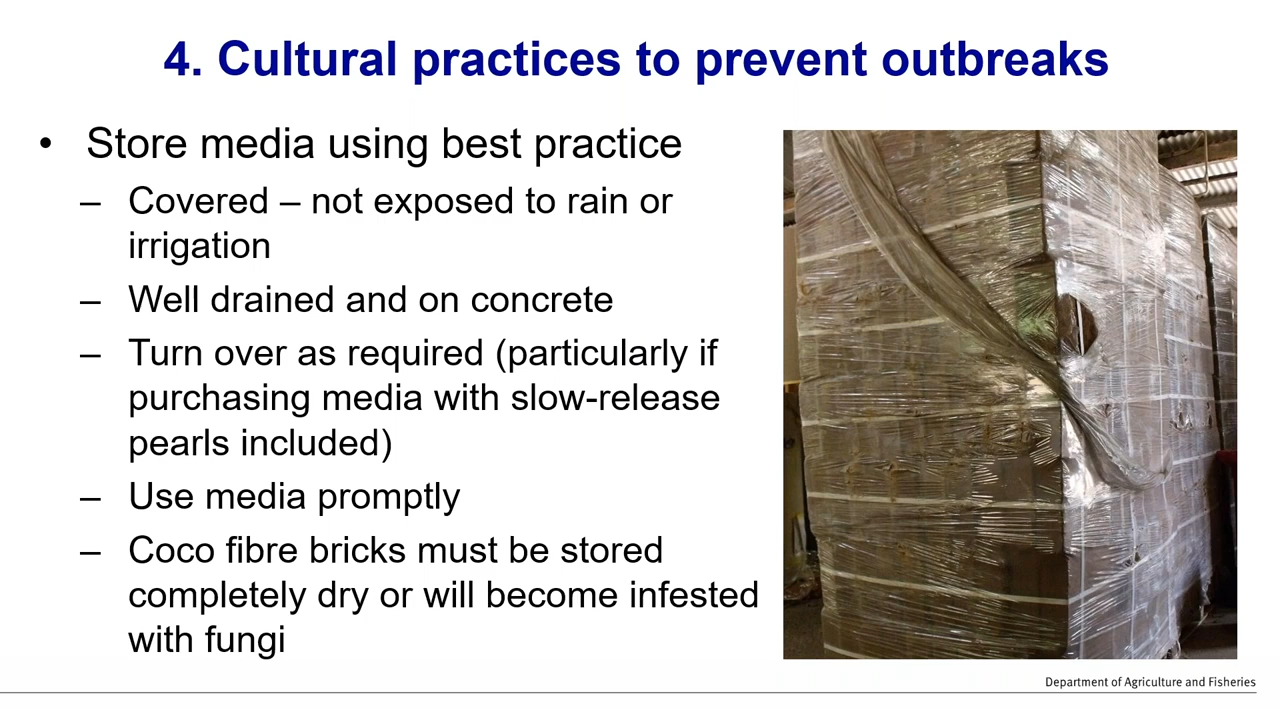 4. Cultural practices to prevent outbreaks
• Store media using best practice
– Covered – not exposed to rain or
irrigation
– Well drained and on concrete
– Turn over as required (particularly if
purchasing media with slow-release
pearls included)
– Use media promptly
– Coco fibre bricks must be stored
completely dry or will become infested
with fungi
Department of Agriculture and Fisheries